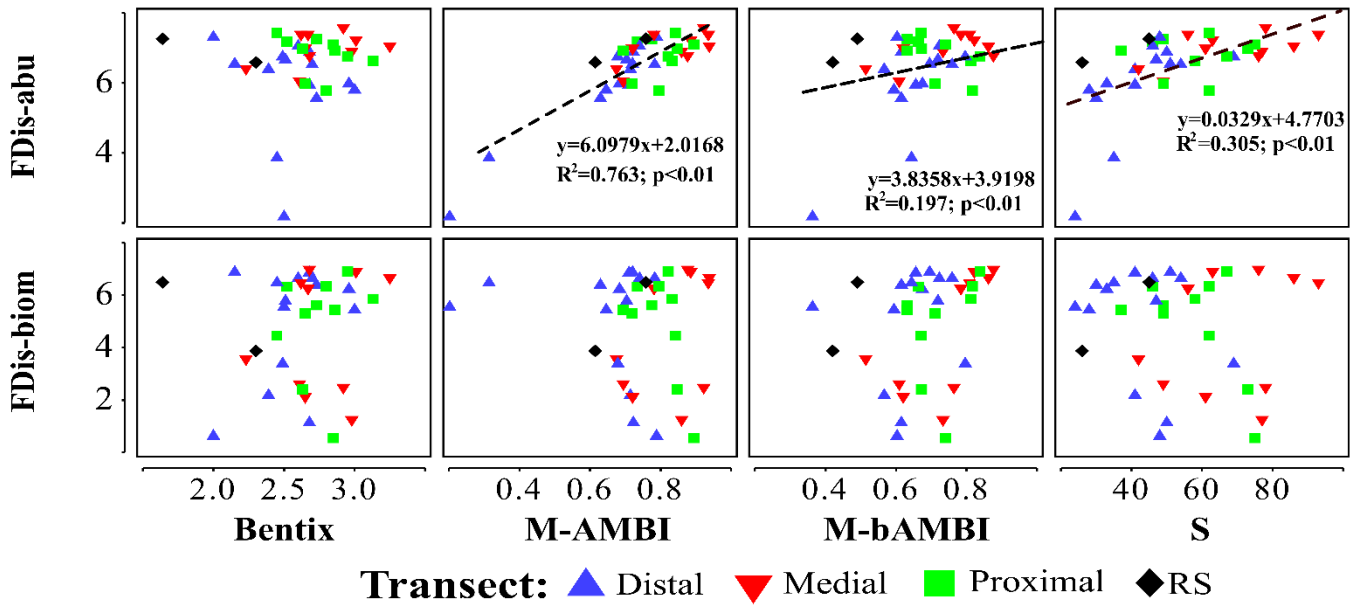 FDis-abu
6
4
y=6.0979x+2.0168
R²=0.763; p<0.01
y=3.8358x+3.9198
R²=0.197; p<0.01
y=0.0329x+4.7703
R²=0.305; p<0.01
FDis-biom
6
4
2
2.0 2.5 3.0
0.4 0.6 0.8
0.4 0.6 0.8
40 60 80
Bentix
M-AMBI
M-bAMBI
S
Transect: Distal Medial Proximal RS